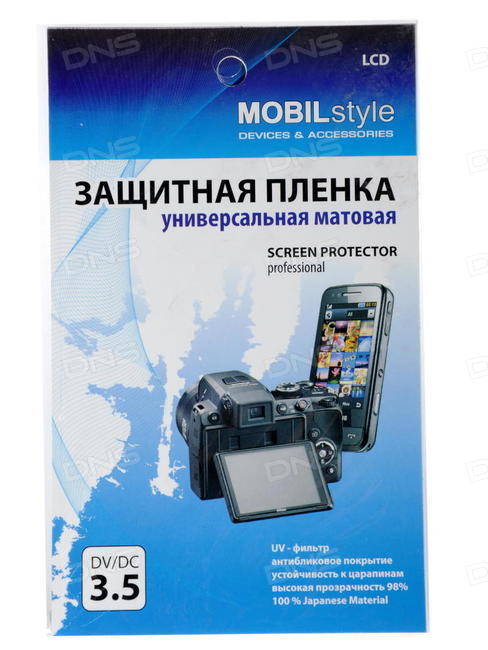 LCD
MOBILstyle
DEVICES & ACCESSORIES
ЗАЩИТНАЯ ПЛЕНКА
универсальная матовая
SCREEN PROTECTOR
professional
UV - фильтр
антибликовое покрытие
устойчивость к царапинам
высокая прозрачность 98%
100 % Japanese Material
DV/DC
3.5
DNS